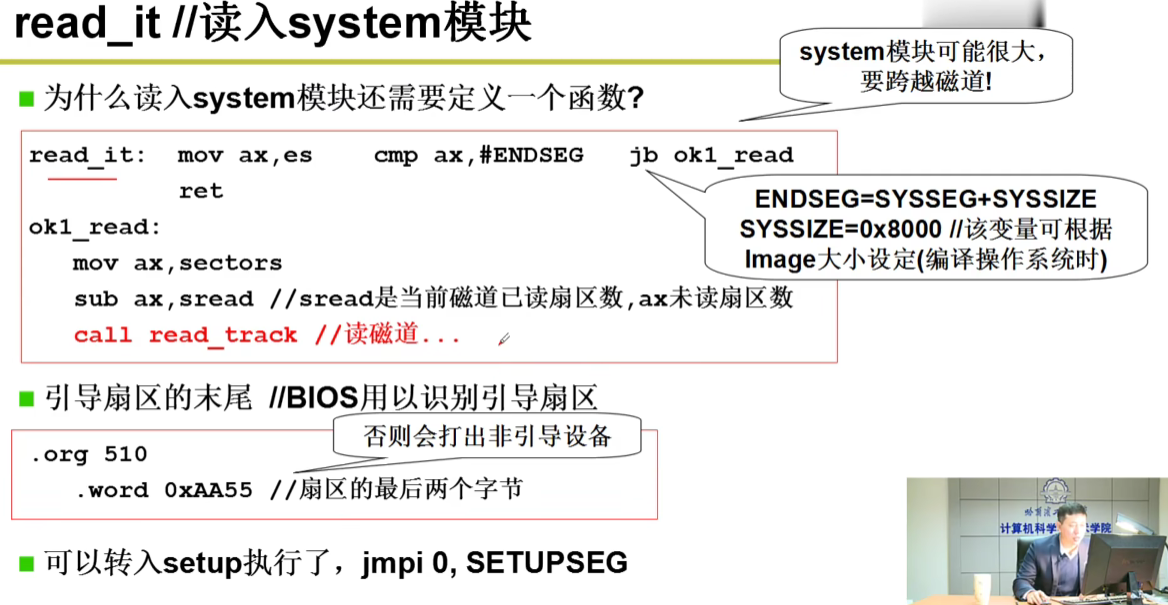 read_it //读入system模块
system模块可能很大，
要跨越磁道!
■ 为什么读入system模块还需要定义一个函数?
read_it: mov ax,es cmp ax,#ENDSEG jb ok1_read
ret
ENDSEG=SYSSEG+SYSSIZE
SYSSIZE=0x8000 //该变量可根据
Image大小设定(编译操作系统时)
ok1_read:
mov ax,sectors
sub ax,sread //sread是当前磁道已读扇区数,ax未读扇区数
call read_track //读磁道...
■ 引导扇区的末尾 //BIOS用以识别引导扇区
否则会打出非引导设备
.org 510
.word 0xAA55 //扇区的最后两个字节
■ 可以转入setup执行了，jmpi 0, SETUPSEG
计算机科学
术学院